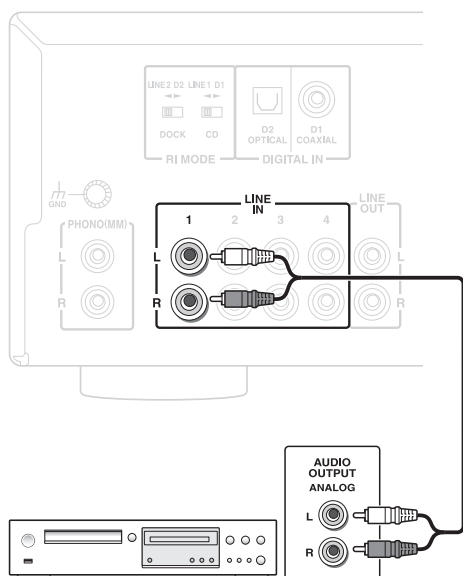 LINE2 D2 LINE1 D1
DOCK CD
RI MODE
D2
OPTICAL
D1
COAXIAL
DIGITAL IN
GND
PHONO(MM)
L
R
LINE
IN
1 2 3 4
L
R
LINE
OUT
L
R
AUDIO
OUTPUT
ANALOG
L
R